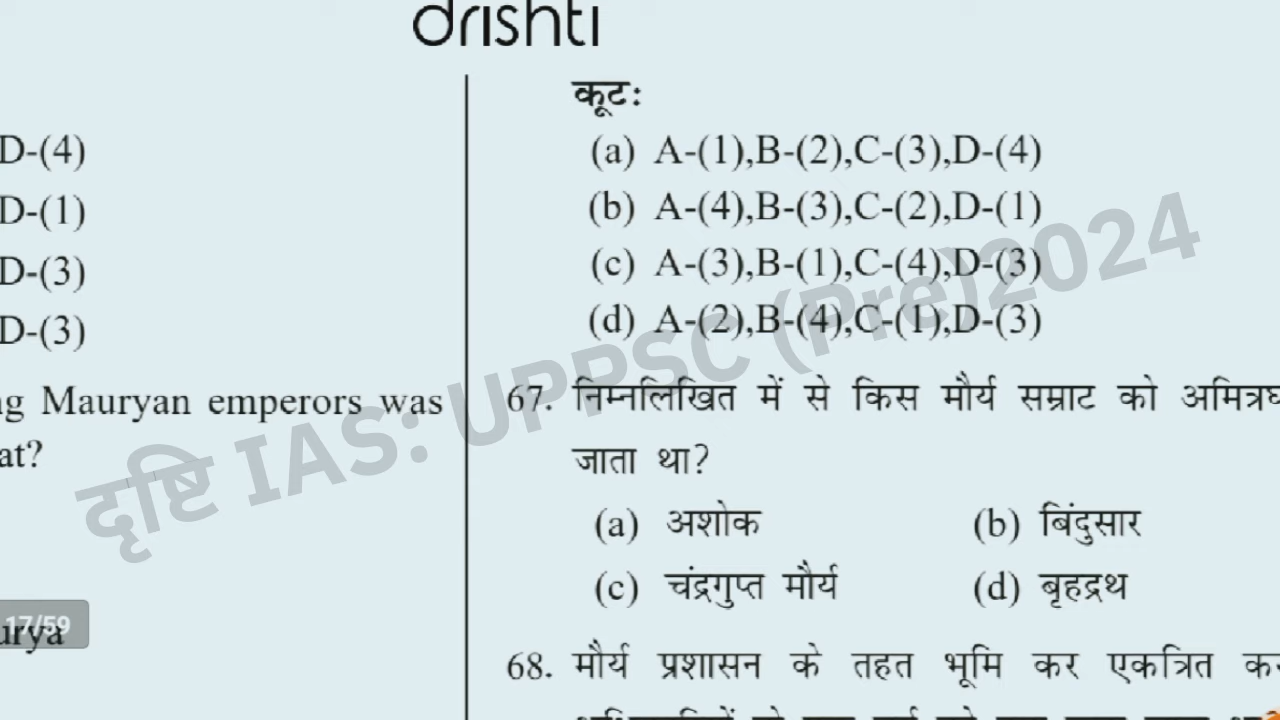 drishti
D-(4)
D-(1)
D-(3)
D-(3)
Mauryan emperors was
17/59
कूटः
(a) A-(1),B-(2),C-(3),D-(4)
(b) A-(4),B-(3),C-(2),D-(1)
(c) A-(3),B-(1),C-(4),D-(3)
(d) A-(2),B-(4),C-(1),D-(3)
67. निम्नलिखित में से किस मौर्य सम्राट को
जाता था?
(a) अशोक (b) बिंदुसार
(c) चंद्रगुप्त मौर्य (d) बृहद्रथ
68. मौर्य प्रशासन के तहत भूमि कर एकत्रित
दृष्टि IAS: UPPSC (Pre)2024